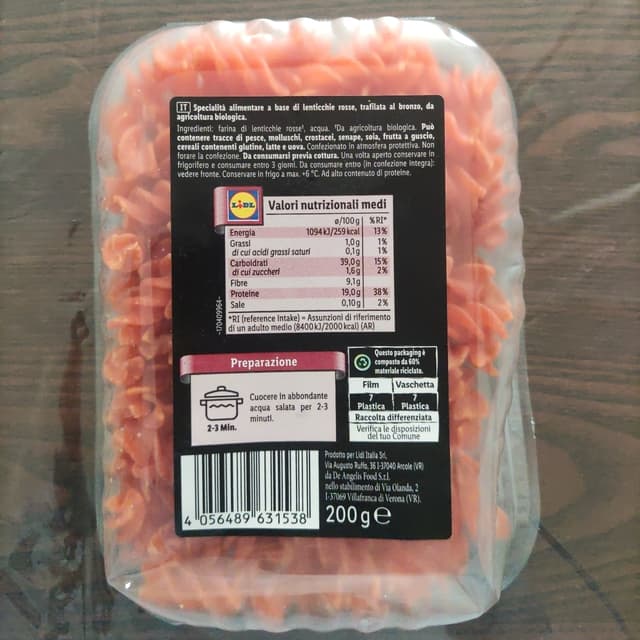 IT Specialità alimentare a base di lenticchie rosse, trafilata al bronzo, da
agricoltura biologica.
Ingredienti: farina di lenticchie rosse¹, acqua. ¹Da agricoltura biologica. Può
contenere tracce di pesce, molluschi, crostacei, senape, soia, frutta a guscio,
cereali contenenti glutine, latte e uova. Confezionato in atmosfera protettiva. Non
forare la confezione. Da consumarsi previa cottura. Una volta aperto conservare in
frigorifero e consumare entro 3 giorni. Da consumare entro (in confezione integra):
vedere fronte. Conservare in frigo a max. +6 °C. Ad alto contenuto di proteine.
LIDL
Valori nutrizionali medi
ø/100g %RI*
Energia 1094 kJ/259 kcal 13%
Grassi 1,0g 1%
di cui acidi grassi saturi 0,1g 1%
Carboidrati 39,0g 15%
di cui zuccheri 1,6g 2%
Fibre 9,1g
Proteine 19,0g 38%
Sale 0,10g 2%
*RI (reference intake) = Assunzioni di riferimento
di un adulto medio (8400 kJ/2000 kcal) (AR)
-170409964-
Preparazione
Cuocere in abbondante
acqua salata per 2-3
minuti.
2-3 Min.
Questo packaging è
composto da 60%
materiale riciclato.
Film Vaschetta
7 7
Plastica Plastica
Raccolta differenziata
Verifica le disposizioni
del tuo Comune
Prodotto per Lidl Italia Srl,
Via Augusto Ruffo, 36 I-37040 Arcole (VR)
da De Angelis Food S.r.l.
nello stabilimento di Via Olanda, 2
I-37069 Villafranca di Verona (VR).
4 056489 631538
200 g e